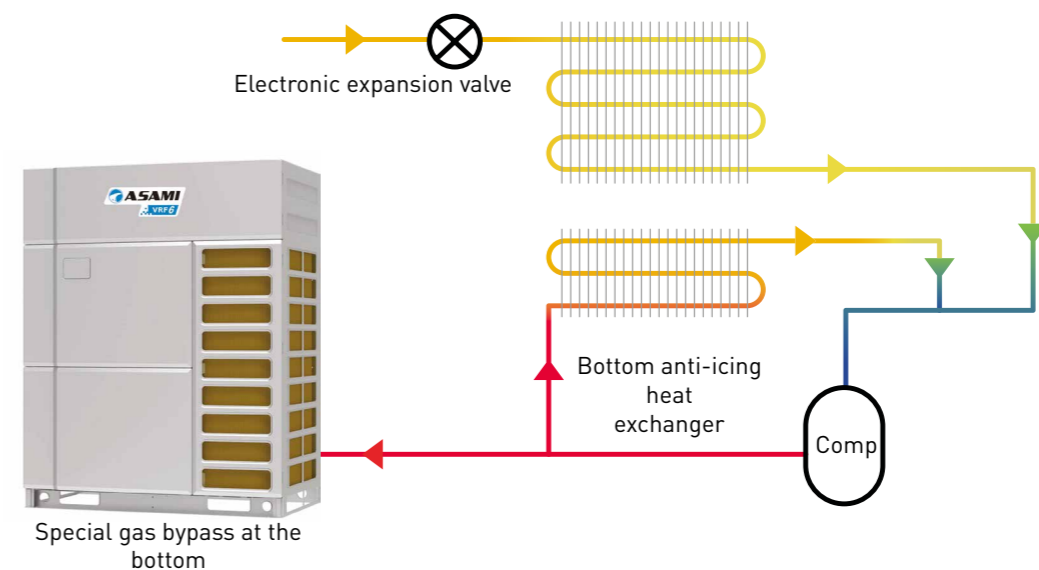 Electronic expansion valve
ASAMI
VRF6
Bottom anti-icing
heat
exchanger
Comp
Special gas bypass at the
bottom